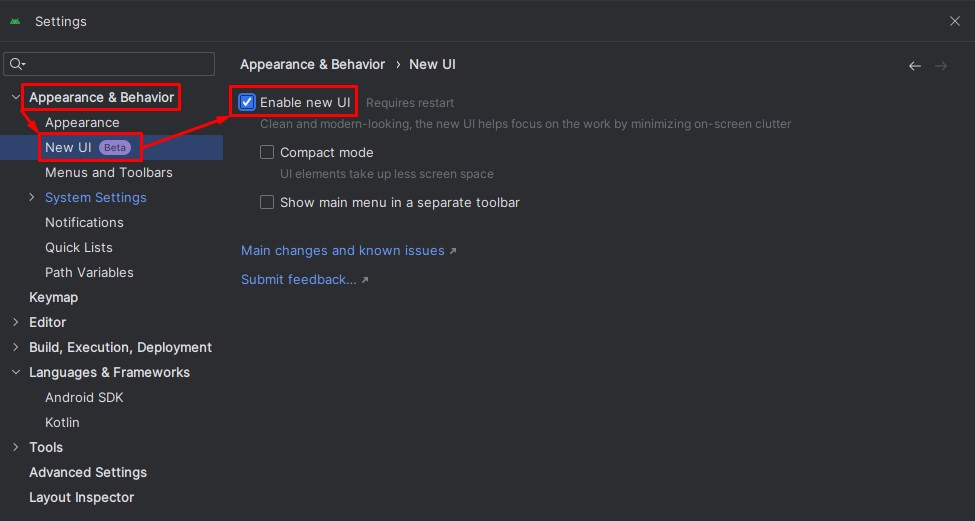 Settings
Appearance & Behavior › New UI
Appearance & Behavior
Appearance
New UI Beta
Menus and Toolbars
System Settings
Notifications
Quick Lists
Path Variables
Keymap
Editor
Build, Execution, Deployment
Languages & Frameworks
Android SDK
Kotlin
Tools
Advanced Settings
Layout Inspector
Enable new UI Requires restart
Clean and modern-looking, the new UI helps focus on the work by minimizing on-screen clutter
Compact mode
UI elements take up less screen space
Show main menu in a separate toolbar
Main changes and known issues ↗
Submit feedback... ↗